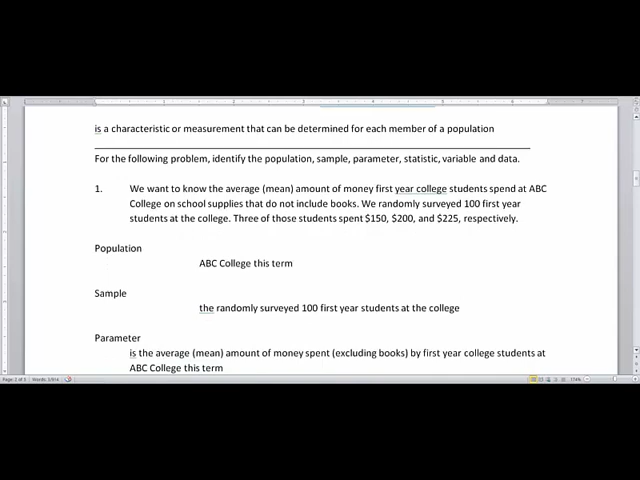 is a characteristic or measurement that can be determined for each member of a population
For the following problem, identify the population, sample, parameter, statistic, variable and data.
1. We want to know the average (mean) amount of money first year college students spend at ABC
College on school supplies that do not include books. We randomly surveyed 100 first year
students at the college. Three of those students spent $150, $200, and $225, respectively.
Population
ABC College this term
Sample
the randomly surveyed 100 first year students at the college
Parameter
is the average (mean) amount of money spent (excluding books) by first year college students at
ABC College this term